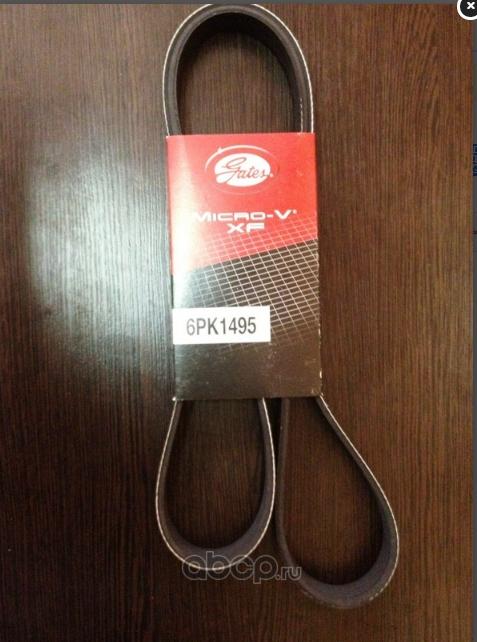 Gates
MICRO-V®
XF
6PK1495
abcp.ru